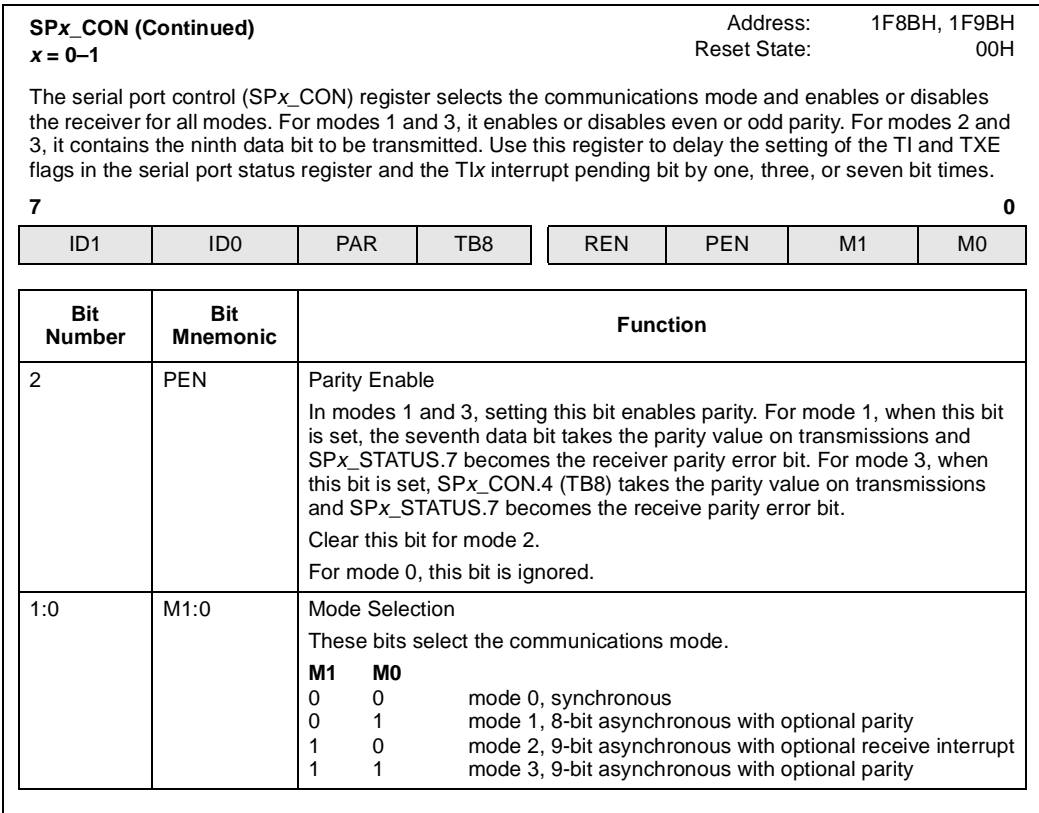 SPx_CON (Continued)
x = 0–1
Address: 1F8BH, 1F9BH
Reset State: 00H
The serial port control (SPx_CON) register selects the communications mode and enables or disables
the receiver for all modes. For modes 1 and 3, it enables or disables even or odd parity. For modes 2 and
3, it contains the ninth data bit to be transmitted. Use this register to delay the setting of the TI and TXE
flags in the serial port status register and the TIx interrupt pending bit by one, three, or seven bit times.
7 0
ID1 ID0 PAR TB8 REN PEN M1 M0
Bit Number Bit Mnemonic Function
2 PEN Parity Enable
In modes 1 and 3, setting this bit enables parity. For mode 1, when this bit
is set, the seventh data bit takes the parity value on transmissions and
SPx_STATUS.7 becomes the receiver parity error bit. For mode 3, when
this bit is set, SPx_CON.4 (TB8) takes the parity value on transmissions
and SPx_STATUS.7 becomes the receive parity error bit.
Clear this bit for mode 2.
For mode 0, this bit is ignored.
1:0 M1:0 Mode Selection
These bits select the communications mode.
M1 M0
0 0 mode 0, synchronous
0 1 mode 1, 8-bit asynchronous with optional parity
1 0 mode 2, 9-bit asynchronous with optional receive interrupt
1 1 mode 3, 9-bit asynchronous with optional parity